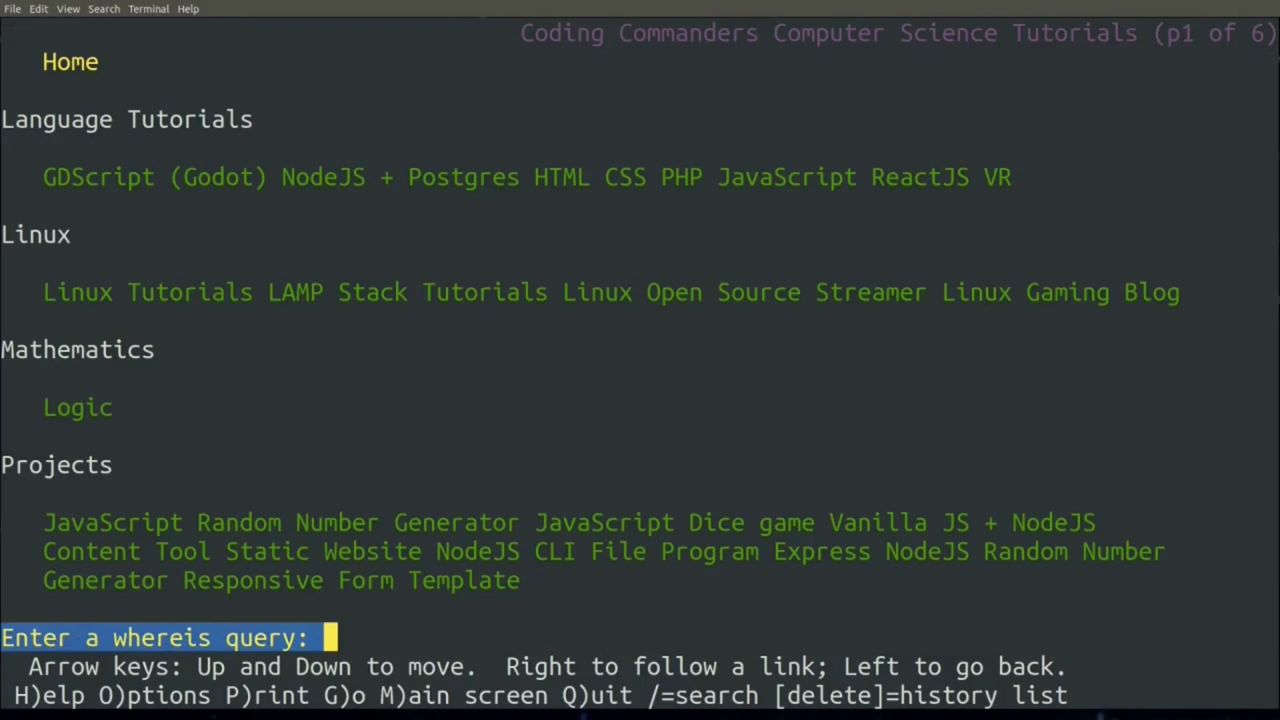 File Edit View Search Terminal Help
Coding Commanders Computer Science Tutorials (p1 of 6)
Home
Language Tutorials
GDScript (Godot) NodeJS + Postgres HTML CSS PHP JavaScript ReactJS VR
Linux
Linux Tutorials LAMP Stack Tutorials Linux Open Source Streamer Linux Gaming Blog
Mathematics
Logic
Projects
JavaScript Random Number Generator JavaScript Dice game Vanilla JS + NodeJS
Content Tool Static Website NodeJS CLI File Program Express NodeJS Random Number
Generator Responsive Form Template
Enter a whereis query:
Arrow keys: Up and Down to move.  Right to follow a link; Left to go back.
H)elp O)ptions P)rint G)o M)ain screen Q)uit /=search [delete]=history list